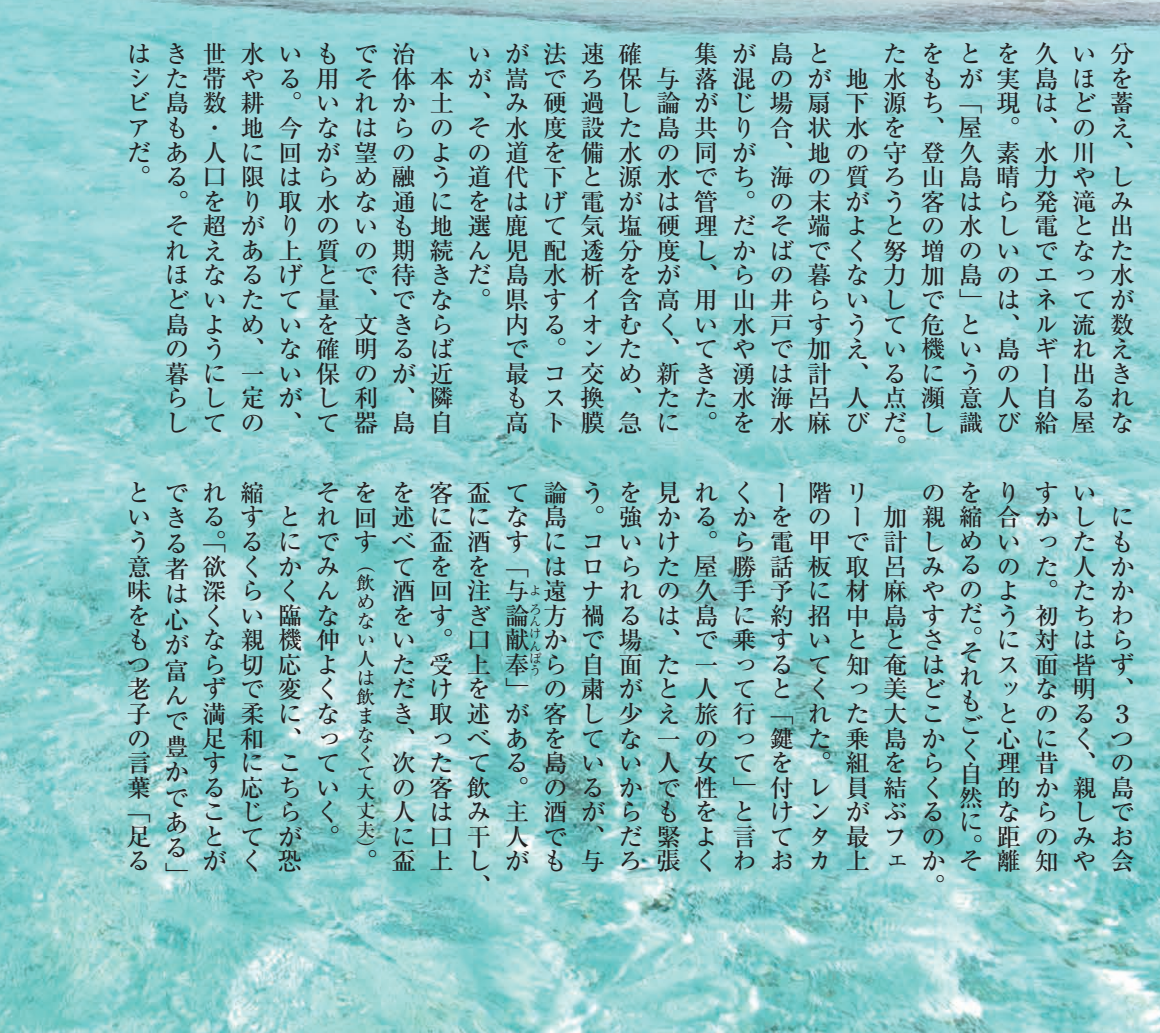 分を蓄え、しみ出た水が数えきれな
いほどの川や滝となって流れ出る屋
久島は、水力発電でエネルギー自給
を実現。素晴らしいのは、島の人び
とが「屋久島は水の島」という意識
をもち、登山客の増加で危機に瀕し
た水源を守ろうと努力している点だ。
地下水の質がよくないうえ、人び
とが扇状地の末端で暮らす加計呂麻
島の場合、海のそばの井戸では海水
が混じりがち。だから山水や湧水を
集落が共同で管理し、用いてきた。
与論島の水は硬度が高く、新たに
確保した水源が塩分を含むため、急
速ろ過設備と電気透析イオン交換膜
法で硬度を下げて配水する。コスト
が嵩み水道代は鹿児島県内で最も高
いが、その道を選んだ。
本土のように地続きならば近隣自
治体からの融通も期待できるが、島
でそれは望めないので、文明の利器
も用いながら水の質と量を確保して
いる。今回は取り上げていないが、
水や耕地に限りがあるため、一定の
世帯数・人口を超えないようにして
きた島もある。それほど島の暮らし
はシビアだ。
にもかかわらず、3つの島でお会
いした人たちは皆明るく、親しみや
すかった。初対面なのに昔からの知
り合いのようにスッと心理的な距離
を縮めるのだ。それもごく自然に。そ
の親しみやすさはどこからくるのか。
加計呂麻島と奄美大島を結ぶフェ
リーで取材中と知った乗組員が最上
階の甲板に招いてくれた。レンタカ
ーを電話予約すると「鍵を付けてお
くから勝手に乗って行って」と言わ
れる。屋久島で一人旅の女性をよく
見かけたのは、たとえ一人でも緊張
を強いられる場面が少ないからだろ
う。コロナ禍で自粛しているが、与
論島には遠方からの客を島の酒でも
てなす「与論献奉よろんけんぽう」がある。主人が
盃に酒を注ぎ口上を述べて飲み干し、
客に盃を回す。受け取った客は口上
を述べて酒をいただき、次の人に盃
を回す（飲めない人は飲まなくて大丈夫）。
それでみんな仲よくなっていく。
とにかく臨機応変に、こちらが恐
縮するくらい親切で柔和に応じてく
れる。「欲深くならず満足することが
できる者は心が富んで豊かである」
という意味をもつ老子の言葉「足る